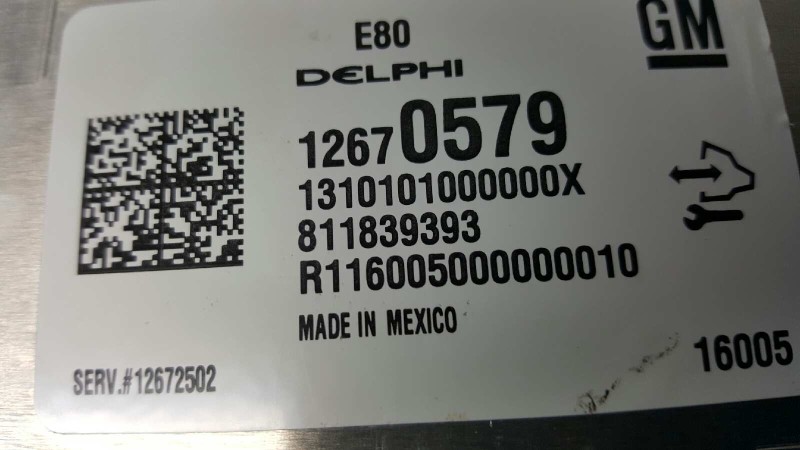 E80
GM
DELPHI
12670579
1310101000000X
811839393
R116005000000010
MADE IN MEXICO
16005
SERV.#12672502